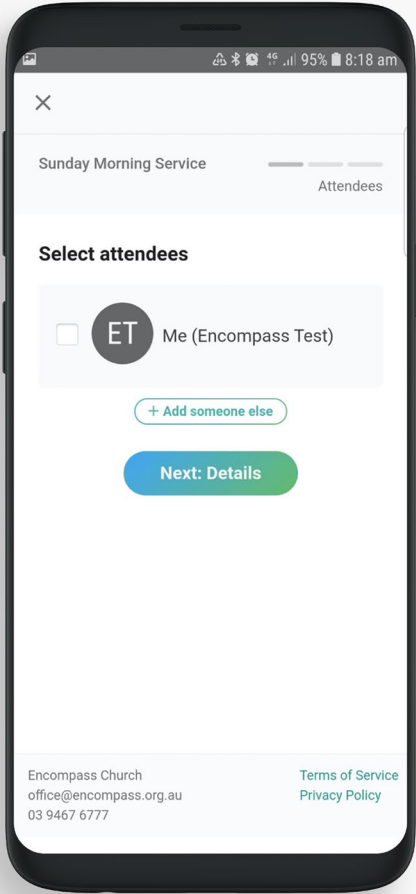 4G 95% 8:18 am
Sunday Morning Service
Attendees
Select attendees
ET Me (Encompass Test)
+ Add someone else
Next: Details
Encompass Church
office@encompass.org.au
03 9467 6777
Terms of Service
Privacy Policy